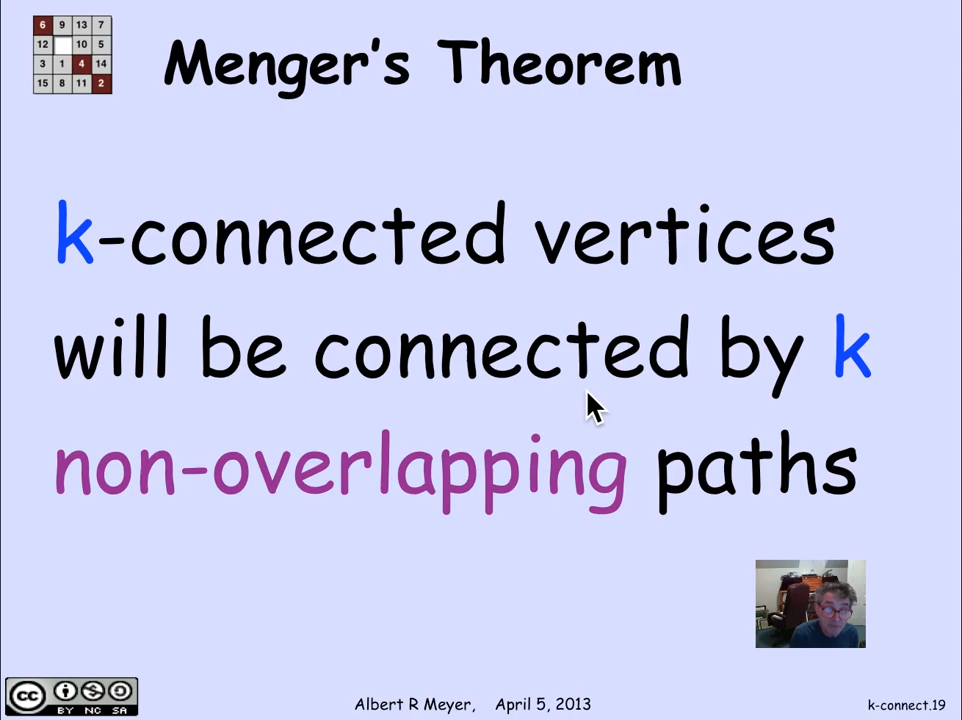 6 9 13 7
12 10 5
3 1 4 14
15 8 11 2
Menger's Theorem
k-connected vertices
will be connected by k
non-overlapping paths
cc
BY NC SA
Albert R Meyer, April 5, 2013
k-connect.19